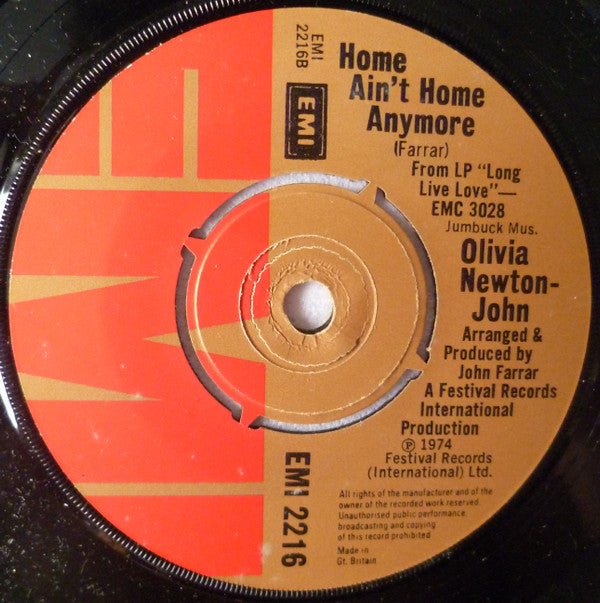 EMI
2216B
EMI
Home
Ain't Home
Anymore
(Farrar)
From LP "Long
Live Love"—
EMC 3028
Jumbuck Mus.
Olivia
Newton-
John
Arranged &
Produced by
John Farrar
A Festival Records
International
Production
℗ 1974
Festival Records
(International) Ltd.
EMI 2216
All rights of the manufacturer and of the
owner of the recorded work reserved.
Unauthorised public performance,
broadcasting and copying
of this record prohibited
Made in
Gt. Britain
EMI